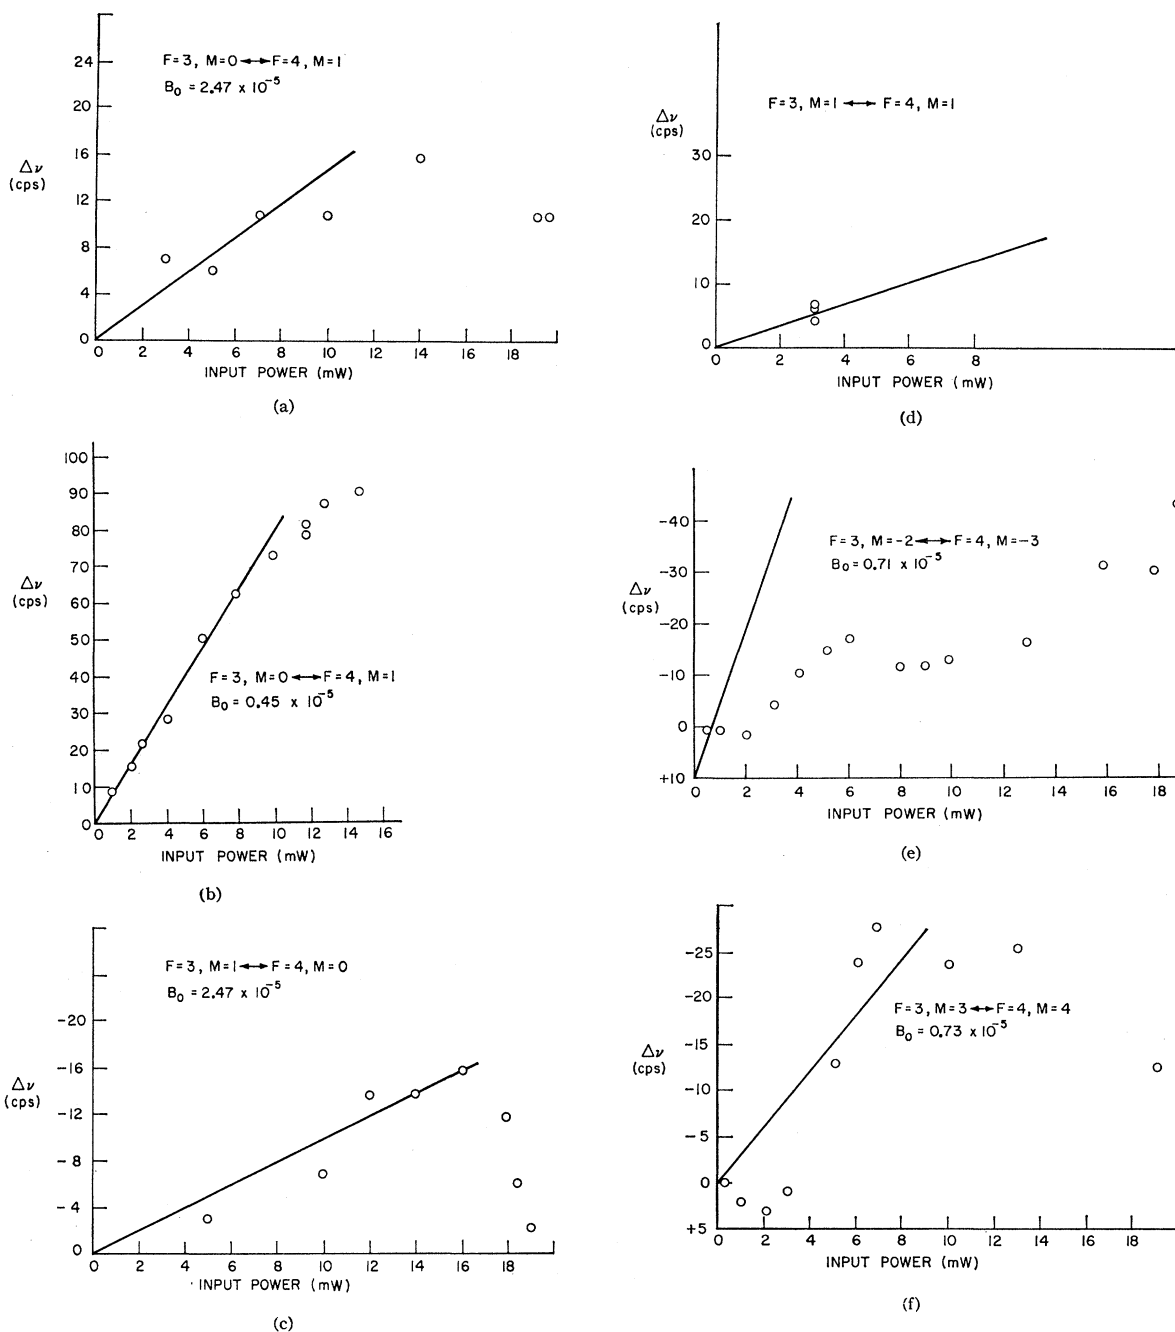 24
20
16
12
8
4
0
Δν
(cps)
F=3, M=0↔F=4, M=1
B₀ = 2.47 x 10⁻⁵
0 2 4 6 8 10 12 14 18
INPUT POWER (mW)
(a)
100
90
80
70
60
50
40
30
20
10
0
Δν
(cps)
F=3, M=0↔F=4, M=1
B₀ = 0.45 x 10⁻⁵
0 2 4 6 8 10 12 14 16
INPUT POWER (mW)
(b)
-20
-16
-12
-8
-4
0
Δν
(cps)
F=3, M=1↔F=4, M=0
B₀ = 2.47 x 10⁻⁵
0 2 4 6 8 10 12 14 16 18
INPUT POWER (mW)
(c)
30
20
10
0
Δν
(cps)
F=3, M=1↔F=4, M=1
0 2 4 6 8
INPUT POWER (mW)
(d)
-40
-30
-20
-10
0
+10
Δν
(cps)
F=3, M=-2↔F=4, M=-3
B₀=0.71 x 10⁻⁵
0 2 4 6 8 10 12 14 16 18
INPUT POWER (mW)
(e)
-25
-20
-15
-10
-5
0
+5
Δν
(cps)
F=3, M=3↔F=4, M=4
B₀ = 0.73 x 10⁻⁵
0 2 4 6 8 10 12 14 16 18
INPUT POWER (mW)
(f)